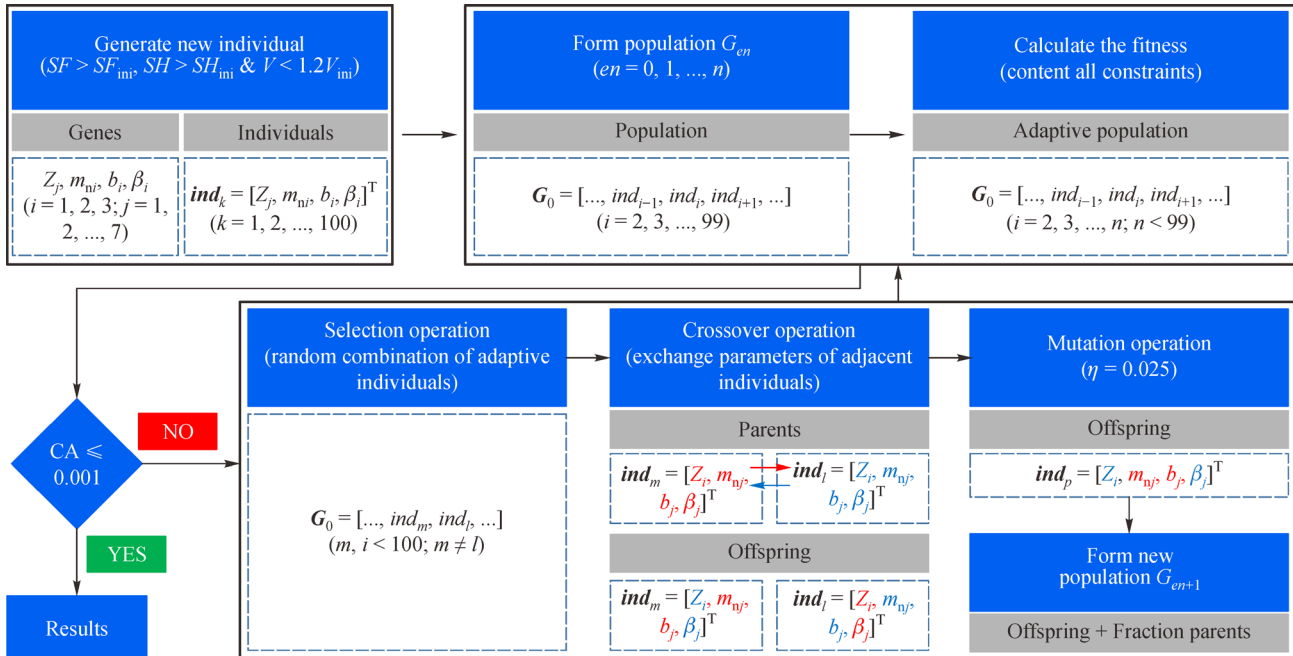 Generate new individual
(SF > SF_ini, SH > SH_ini & V < 1.2V_ini)
Genes
Individuals
Z_j, m_ni, b_i, β_i
(i = 1, 2, 3; j = 1,
2, ..., 7)
ind_k = [Z_j, m_ni, b_i, β_i]^T
(k = 1, 2, ..., 100)
Form population G_en
(en = 0, 1, ..., n)
Population
G_0 = [..., ind_i−1, ind_i, ind_i+1, ...]
(i = 2, 3, ..., 99)
Calculate the fitness
(content all constraints)
Adaptive population
G_0 = [..., ind_i−1, ind_i, ind_i+1, ...]
(i = 2, 3, ..., n; n < 99)
CA ⩽
0.001
NO
YES
Results
Selection operation
(random combination of adaptive
individuals)
G_0 = [..., ind_m, ind_l, ...]
(m, i < 100; m ≠ l)
Crossover operation
(exchange parameters of adjacent
individuals)
Parents
ind_m = [Z_i, m_nj,
b_j, β_j]^T
ind_l = [Z_i, m_nj,
b_j, β_j]^T
Offspring
ind_m = [Z_i, m_nj,
b_j, β_j]^T
ind_l = [Z_i, m_nj,
b_j, β_j]^T
Mutation operation
(η = 0.025)
Offspring
ind_p = [Z_i, m_nj, b_j, β_j]^T
Form new
population G_en+1
Offspring + Fraction parents